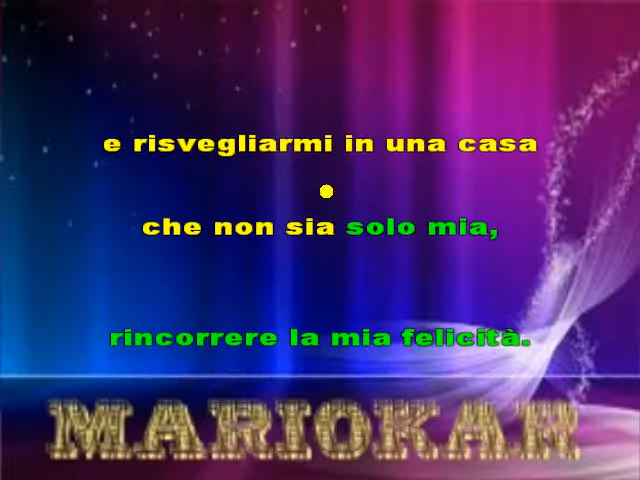 e risvegliarmi in una casa
che non sia solo mia,
rincorrere la mia felicità.
MARIOKAR